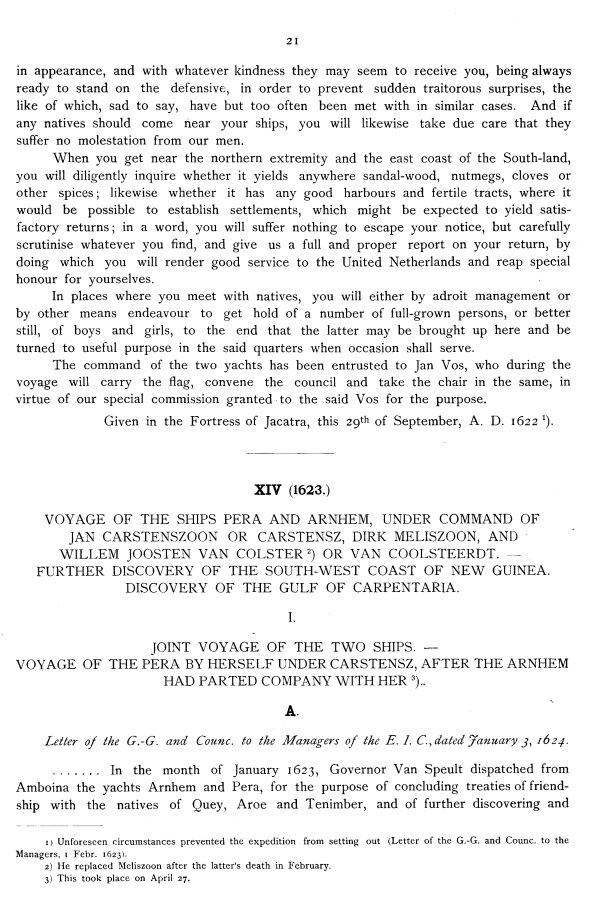 21
in appearance, and with whatever kindness they may seem to receive you, being always
ready to stand on the defensive, in order to prevent sudden traitorous surprises, the
like of which, sad to say, have but too often been met with in similar cases. And if
any natives should come near your ships, you will likewise take due care that they
suffer no molestation from our men.
When you get near the northern extremity and the east coast of the South-land,
you will diligently inquire whether it yields anywhere sandal-wood, nutmegs, cloves or
other spices; likewise whether it has any good harbours and fertile tracts, where it
would be possible to establish settlements, which might be expected to yield satis-
factory returns; in a word, you will suffer nothing to escape your notice, but carefully
scrutinise whatever you find, and give us a full and proper report on your return, by
doing which you will render good service to the United Netherlands and reap special
honour for yourselves.
In places where you meet with natives, you will either by adroit management or
by other means endeavour to get hold of a number of full-grown persons, or better
still, of boys and girls, to the end that the latter may be brought up here and be
turned to useful purpose in the said quarters when occasion shall serve.
The command of the two yachts has been entrusted to Jan Vos, who during the
voyage will carry the flag, convene the council and take the chair in the same, in
virtue of our special commission granted to the said Vos for the purpose.
Given in the Fortress of Jacatra, this 29th of September, A. D. 1622 1).
XIV (1623.)
VOYAGE OF THE SHIPS PERA AND ARNHEM, UNDER COMMAND OF
JAN CARSTENSZOON OR CARSTENSZ, DIRK MELISZOON, AND
WILLEM JOOSTEN VAN COLSTER 2) OR VAN COOLSTEERDT. —
FURTHER DISCOVERY OF THE SOUTH-WEST COAST OF NEW GUINEA.
DISCOVERY OF THE GULF OF CARPENTARIA.
I.
JOINT VOYAGE OF THE TWO SHIPS. —
VOYAGE OF THE PERA BY HERSELF UNDER CARSTENSZ, AFTER THE ARNHEM
HAD PARTED COMPANY WITH HER 3)..
A.
Letter of the G.-G. and Counc. to the Managers of the E. I. C., dated January 3, 1624.
....... In the month of January 1623, Governor Van Speult dispatched from
Amboina the yachts Arnhem and Pera, for the purpose of concluding treaties of friend-
ship with the natives of Quey, Aroe and Tenimber, and of further discovering and
1) Unforeseen circumstances prevented the expedition from setting out (Letter of the G.-G. and Counc. to the
Managers, 1 Febr. 1623).
2) He replaced Meliszoon after the latter's death in February.
3) This took place on April 27.